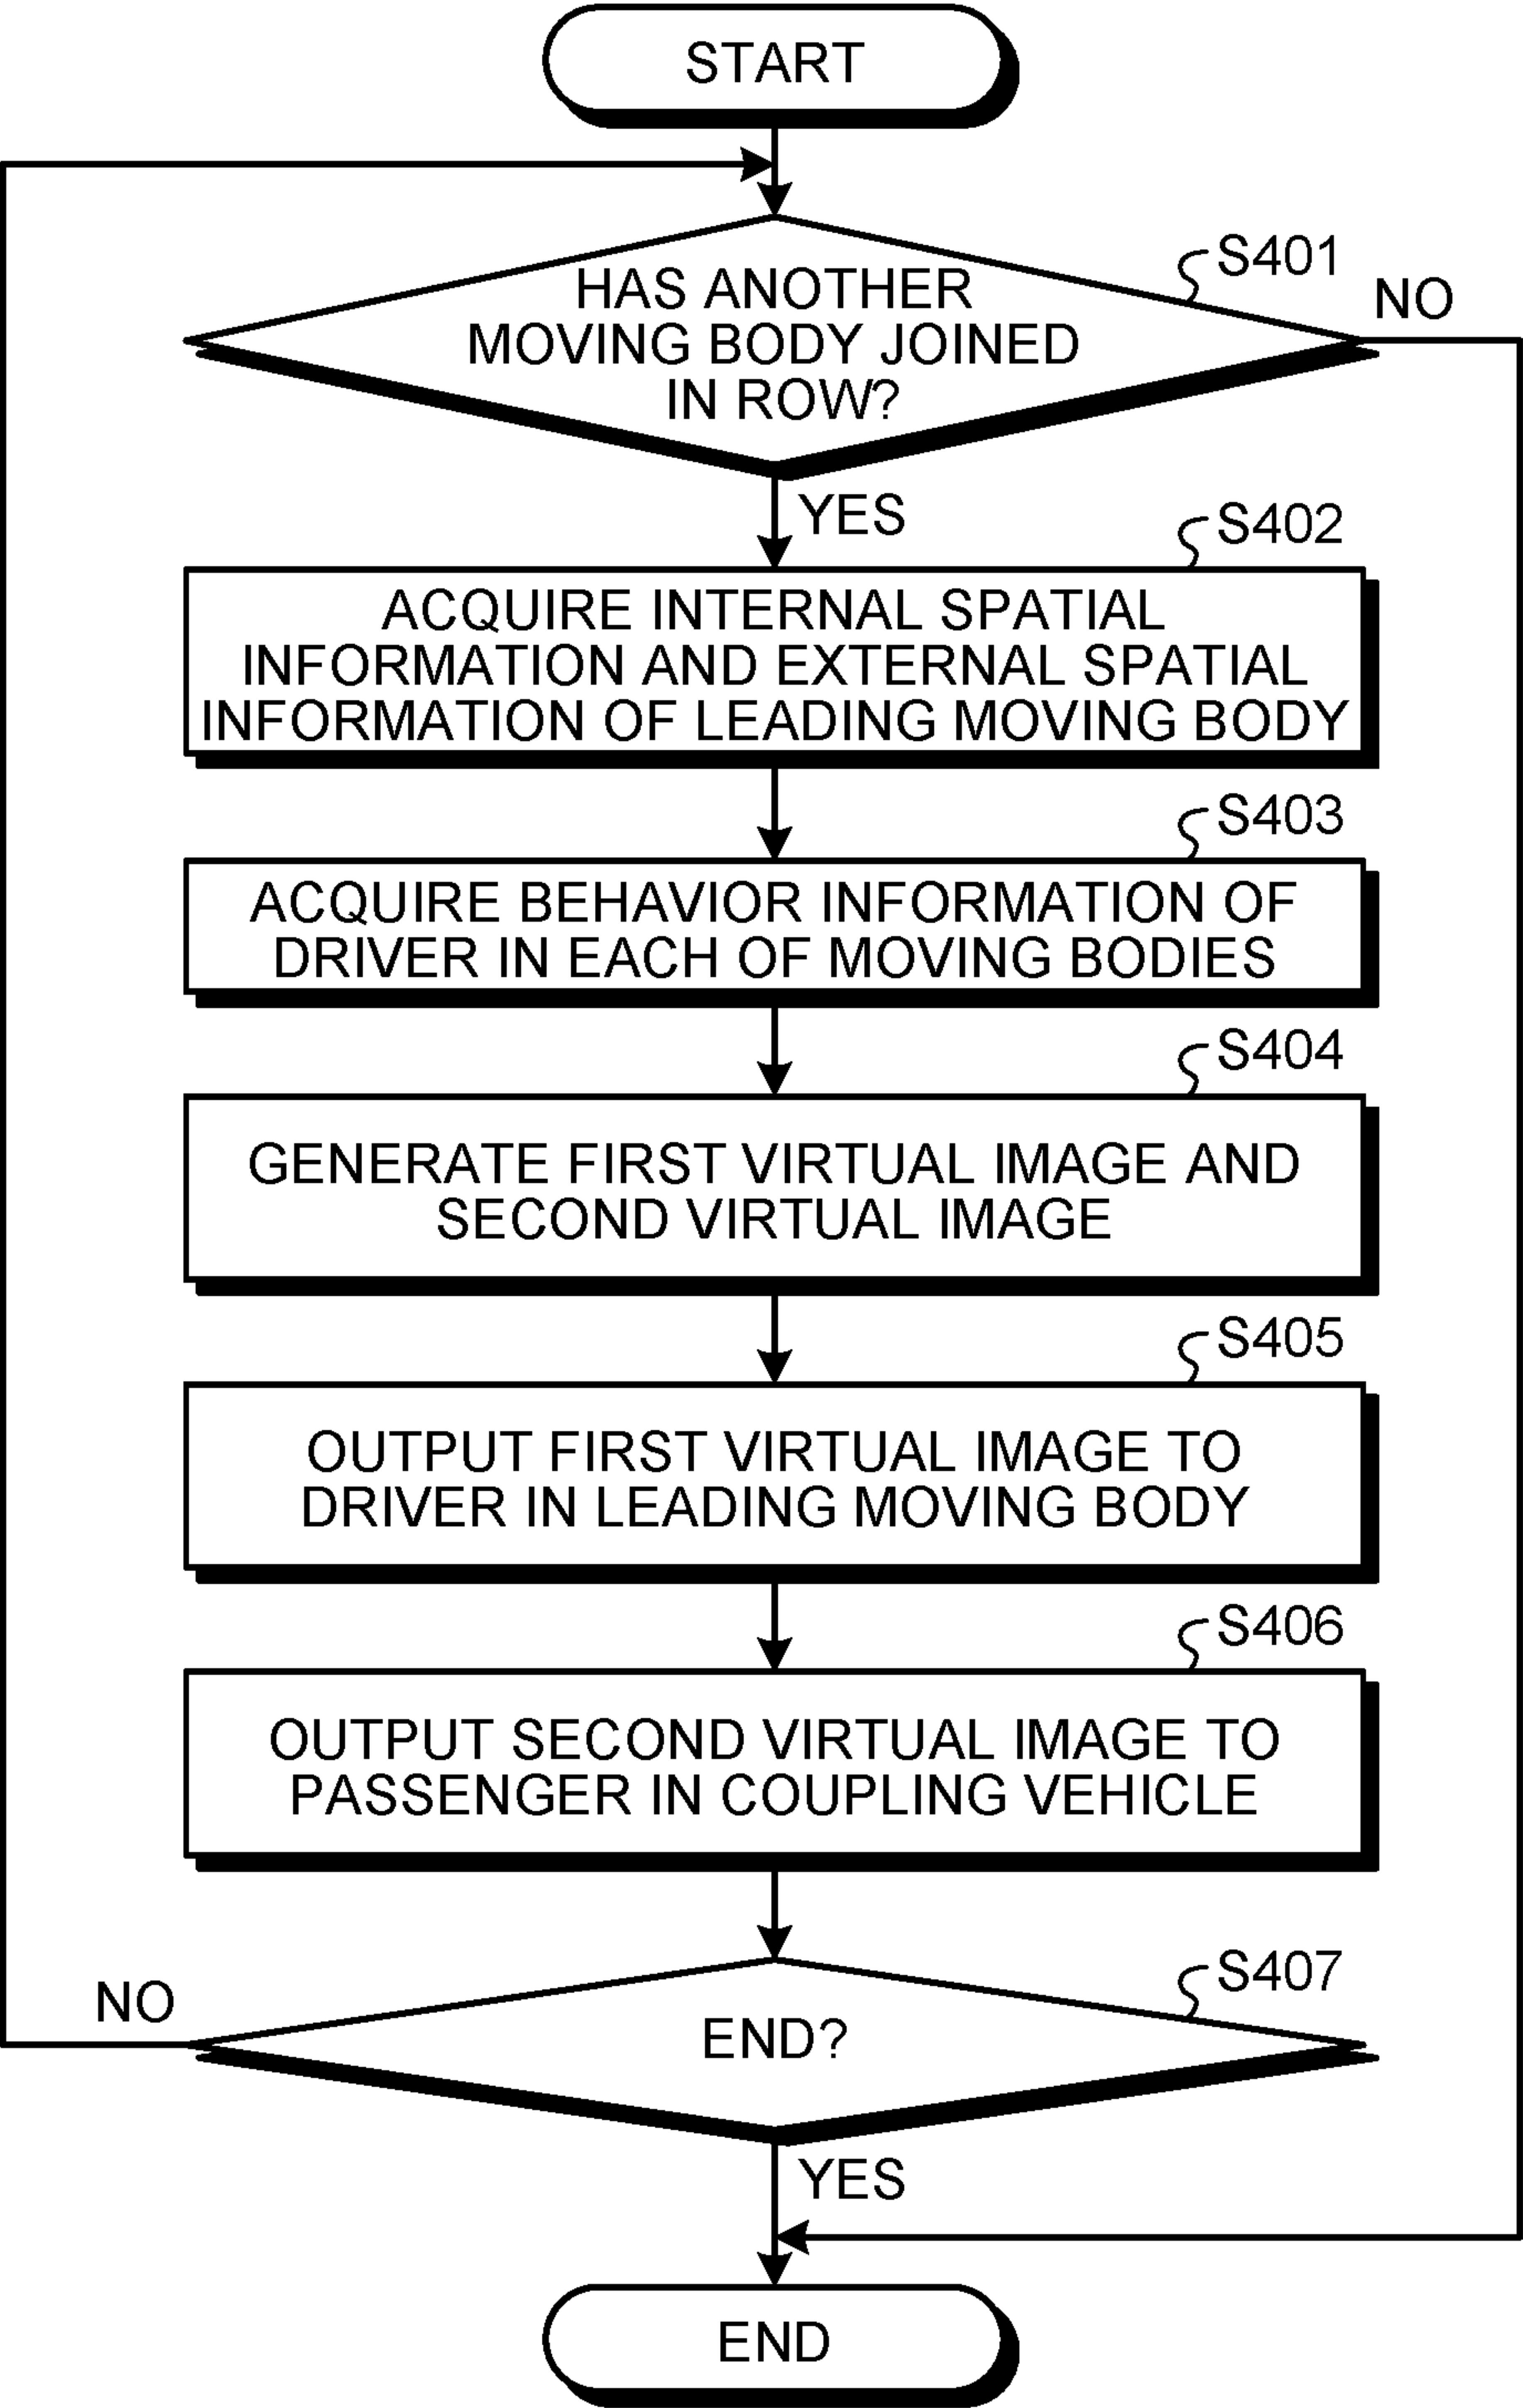 START
S401
NO
HAS ANOTHER
MOVING BODY JOINED
IN ROW?
YES
S402
ACQUIRE INTERNAL SPATIAL
INFORMATION AND EXTERNAL SPATIAL
INFORMATION OF LEADING MOVING BODY
S403
ACQUIRE BEHAVIOR INFORMATION OF
DRIVER IN EACH OF MOVING BODIES
S404
GENERATE FIRST VIRTUAL IMAGE AND
SECOND VIRTUAL IMAGE
S405
OUTPUT FIRST VIRTUAL IMAGE TO
DRIVER IN LEADING MOVING BODY
S406
OUTPUT SECOND VIRTUAL IMAGE TO
PASSENGER IN COUPLING VEHICLE
S407
NO
END?
YES
END